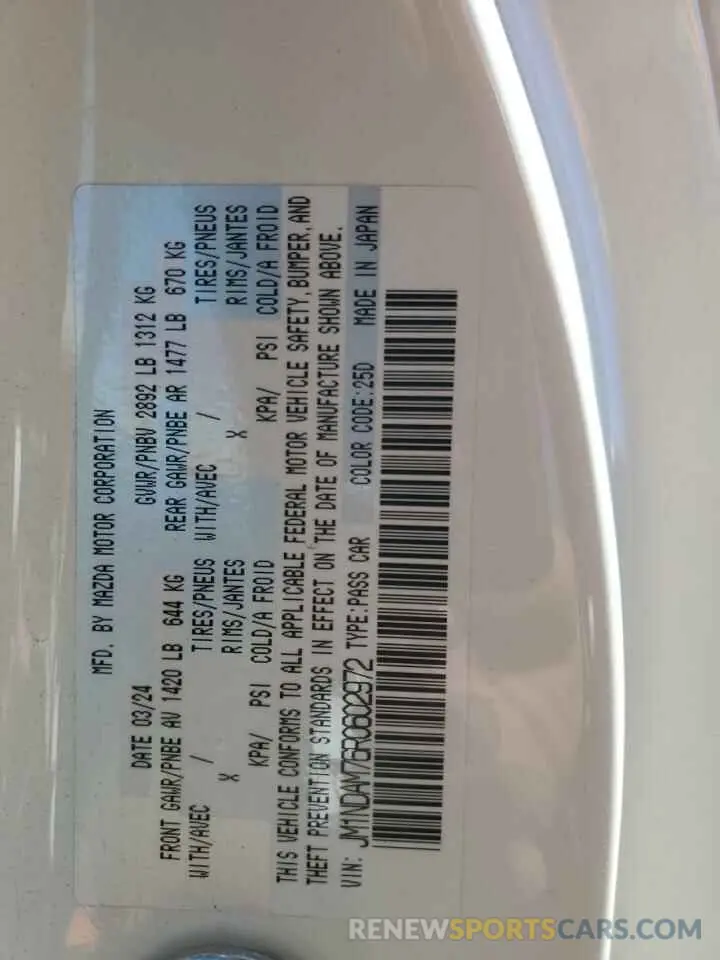 MFD. BY MAZDA MOTOR CORPORATION
DATE 03/24 GVWR/PNBV 2892 LB 1312 KG
FRONT GAWR/PNBE AV 1420 LB 644 KG REAR GAWR/PNBE AR 1477 LB 670 KG
WITH/AVEC / TIRES/PNEUS WITH/AVEC / TIRES/PNEUS
X RIMS/JANTES X RIMS/JANTES
KPA/ PSI COLD/A FROID KPA/ PSI COLD/A FROID
THIS VEHICLE CONFORMS TO ALL APPLICABLE FEDERAL MOTOR VEHICLE SAFETY, BUMPER, AND
THEFT PREVENTION STANDARDS IN EFFECT ON THE DATE OF MANUFACTURE SHOWN ABOVE.
VIN: JM1NDAM76R0602972 TYPE:PASS CAR COLOR CODE:25D MADE IN JAPAN
RENEWSPORTSCARS.COM